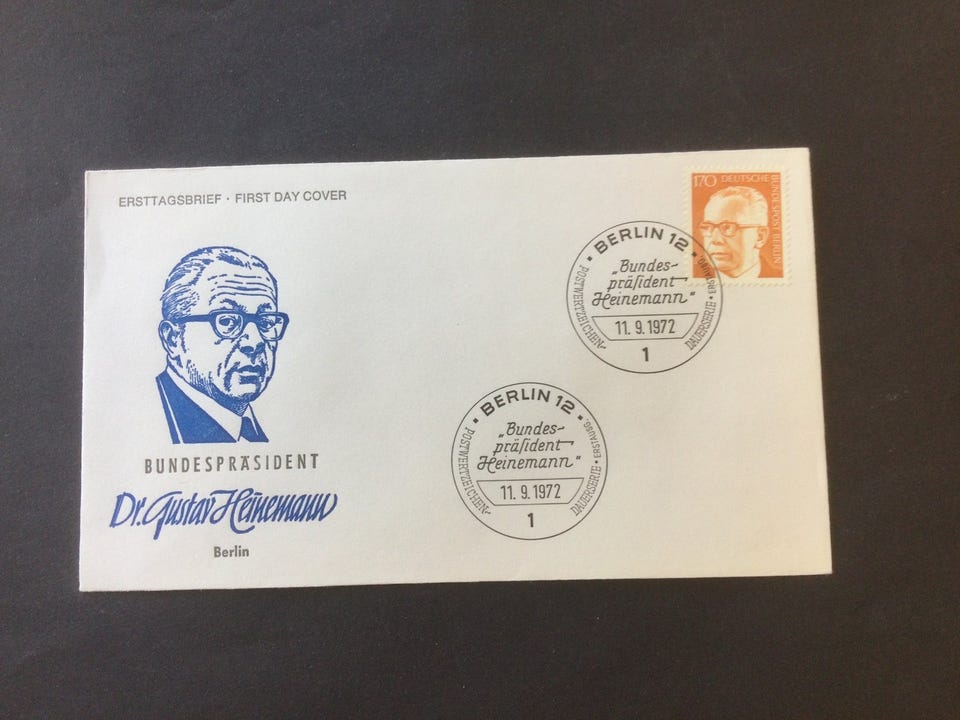 ERSTTAGSBRIEF · FIRST DAY COVER
170 DEUTSCHE BUNDESPOST BERLIN
BERLIN 12
„Bundes-
präsident
Heinemann“
11.9.1972
1
POSTWERTZEICHEN-
DAUERSERIE • ERSTAUSG.
BUNDESPRÄSIDENT
Dr. Gustav Heinemann
Berlin
BERLIN 12
„Bundes-
präsident
Heinemann“
11.9.1972
1
POSTWERTZEICHEN-
DAUERSERIE • ERSTAUSG.